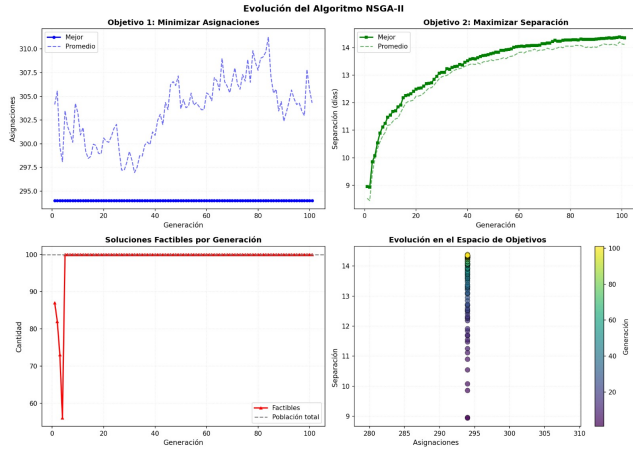 Evolución del Algoritmo NSGA-II
Objetivo 1: Minimizar Asignaciones
Mejor
Promedio
310.0
307.5
305.0
302.5
300.0
297.5
295.0
Asignaciones
0 20 40 60 80 100
Generación
Objetivo 2: Maximizar Separación
Mejor
Promedio
14
13
12
11
10
9
Separación (días)
0 20 40 60 80 100
Generación
Soluciones Factibles por Generación
100
90
80
70
60
Cantidad
Factibles
Población total
0 20 40 60 80 100
Generación
Evolución en el Espacio de Objetivos
14
13
12
11
10
9
Separación
280 285 290 295 300 305 310
Asignaciones
100
80
60
40
20
Generación